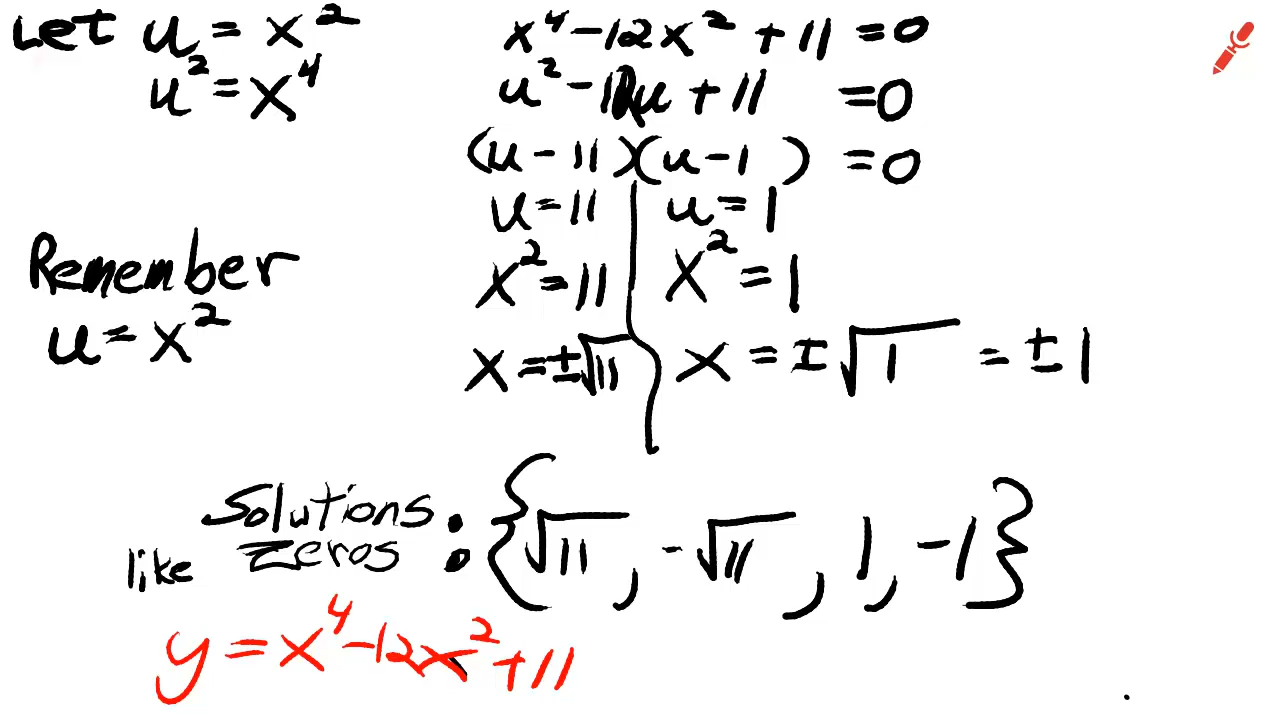 Let u = x²
u² = x⁴
x⁴ - 12x² + 11 = 0
u² - 12u + 11 = 0
(u - 11)(u - 1) = 0
u = 11 u = 1
Remember
u = x²
x² = 11 x² = 1
x = ±√11 x = ±√1 = ±1
Solutions :
like zeros :
{√11, -√11, 1, -1}
y = x⁴ - 12x² + 11